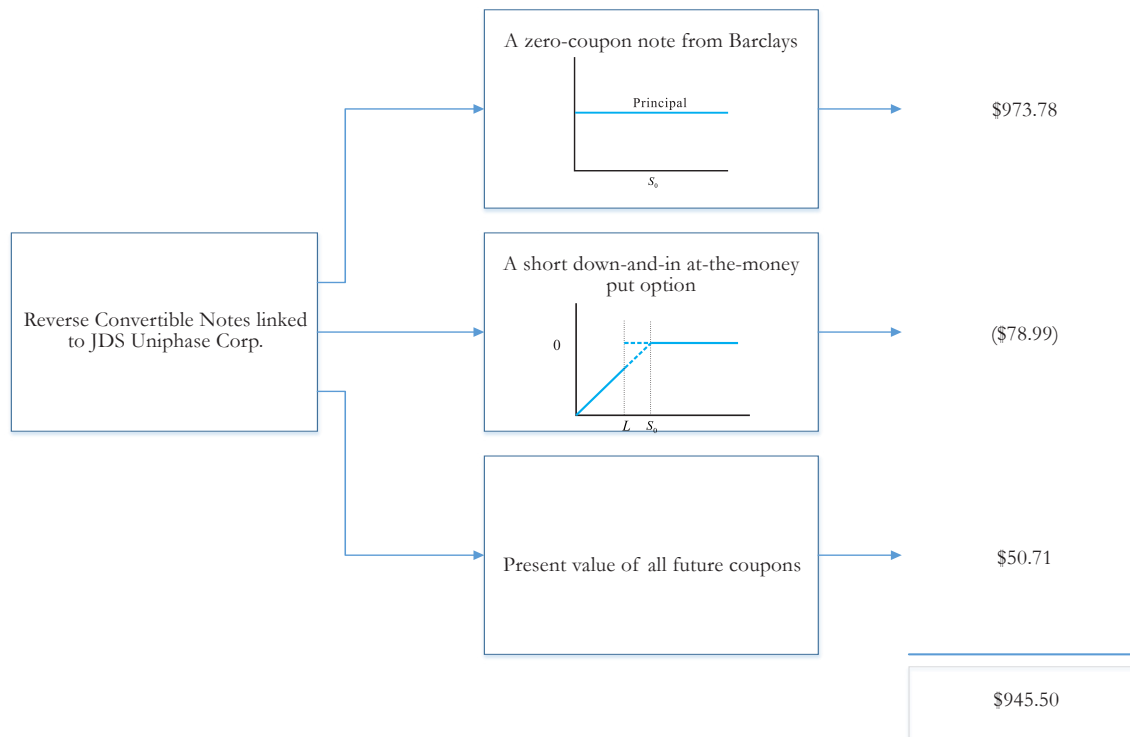 A zero-coupon note from Barclays
Principal
S₀
$973.78
Reverse Convertible Notes linked
to JDS Uniphase Corp.
A short down-and-in at-the-money
put option
0
L S₀
($78.99)
Present value of all future coupons
$50.71
$945.50